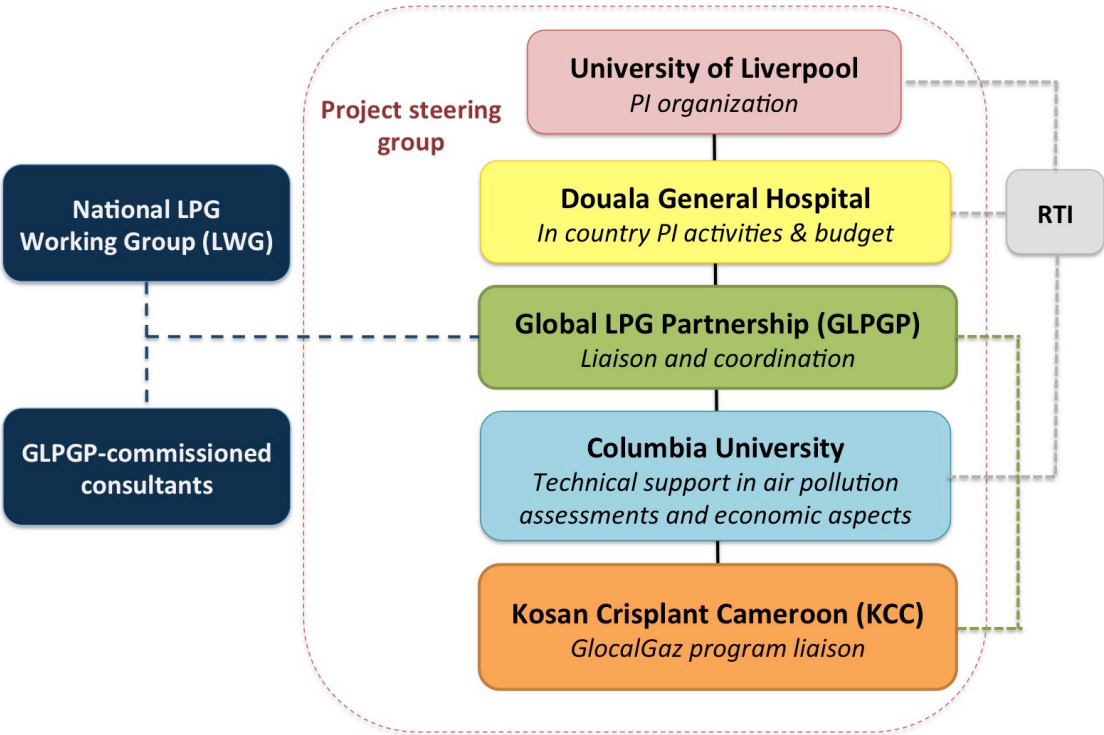 Project steering
group
University of Liverpool
PI organization
Douala General Hospital
In country PI activities & budget
Global LPG Partnership (GLPGP)
Liaison and coordination
Columbia University
Technical support in air pollution
assessments and economic aspects
Kosan Crisplant Cameroon (KCC)
GlocalGaz program liaison
National LPG
Working Group (LWG)
GLPGP-commissioned
consultants
RTI